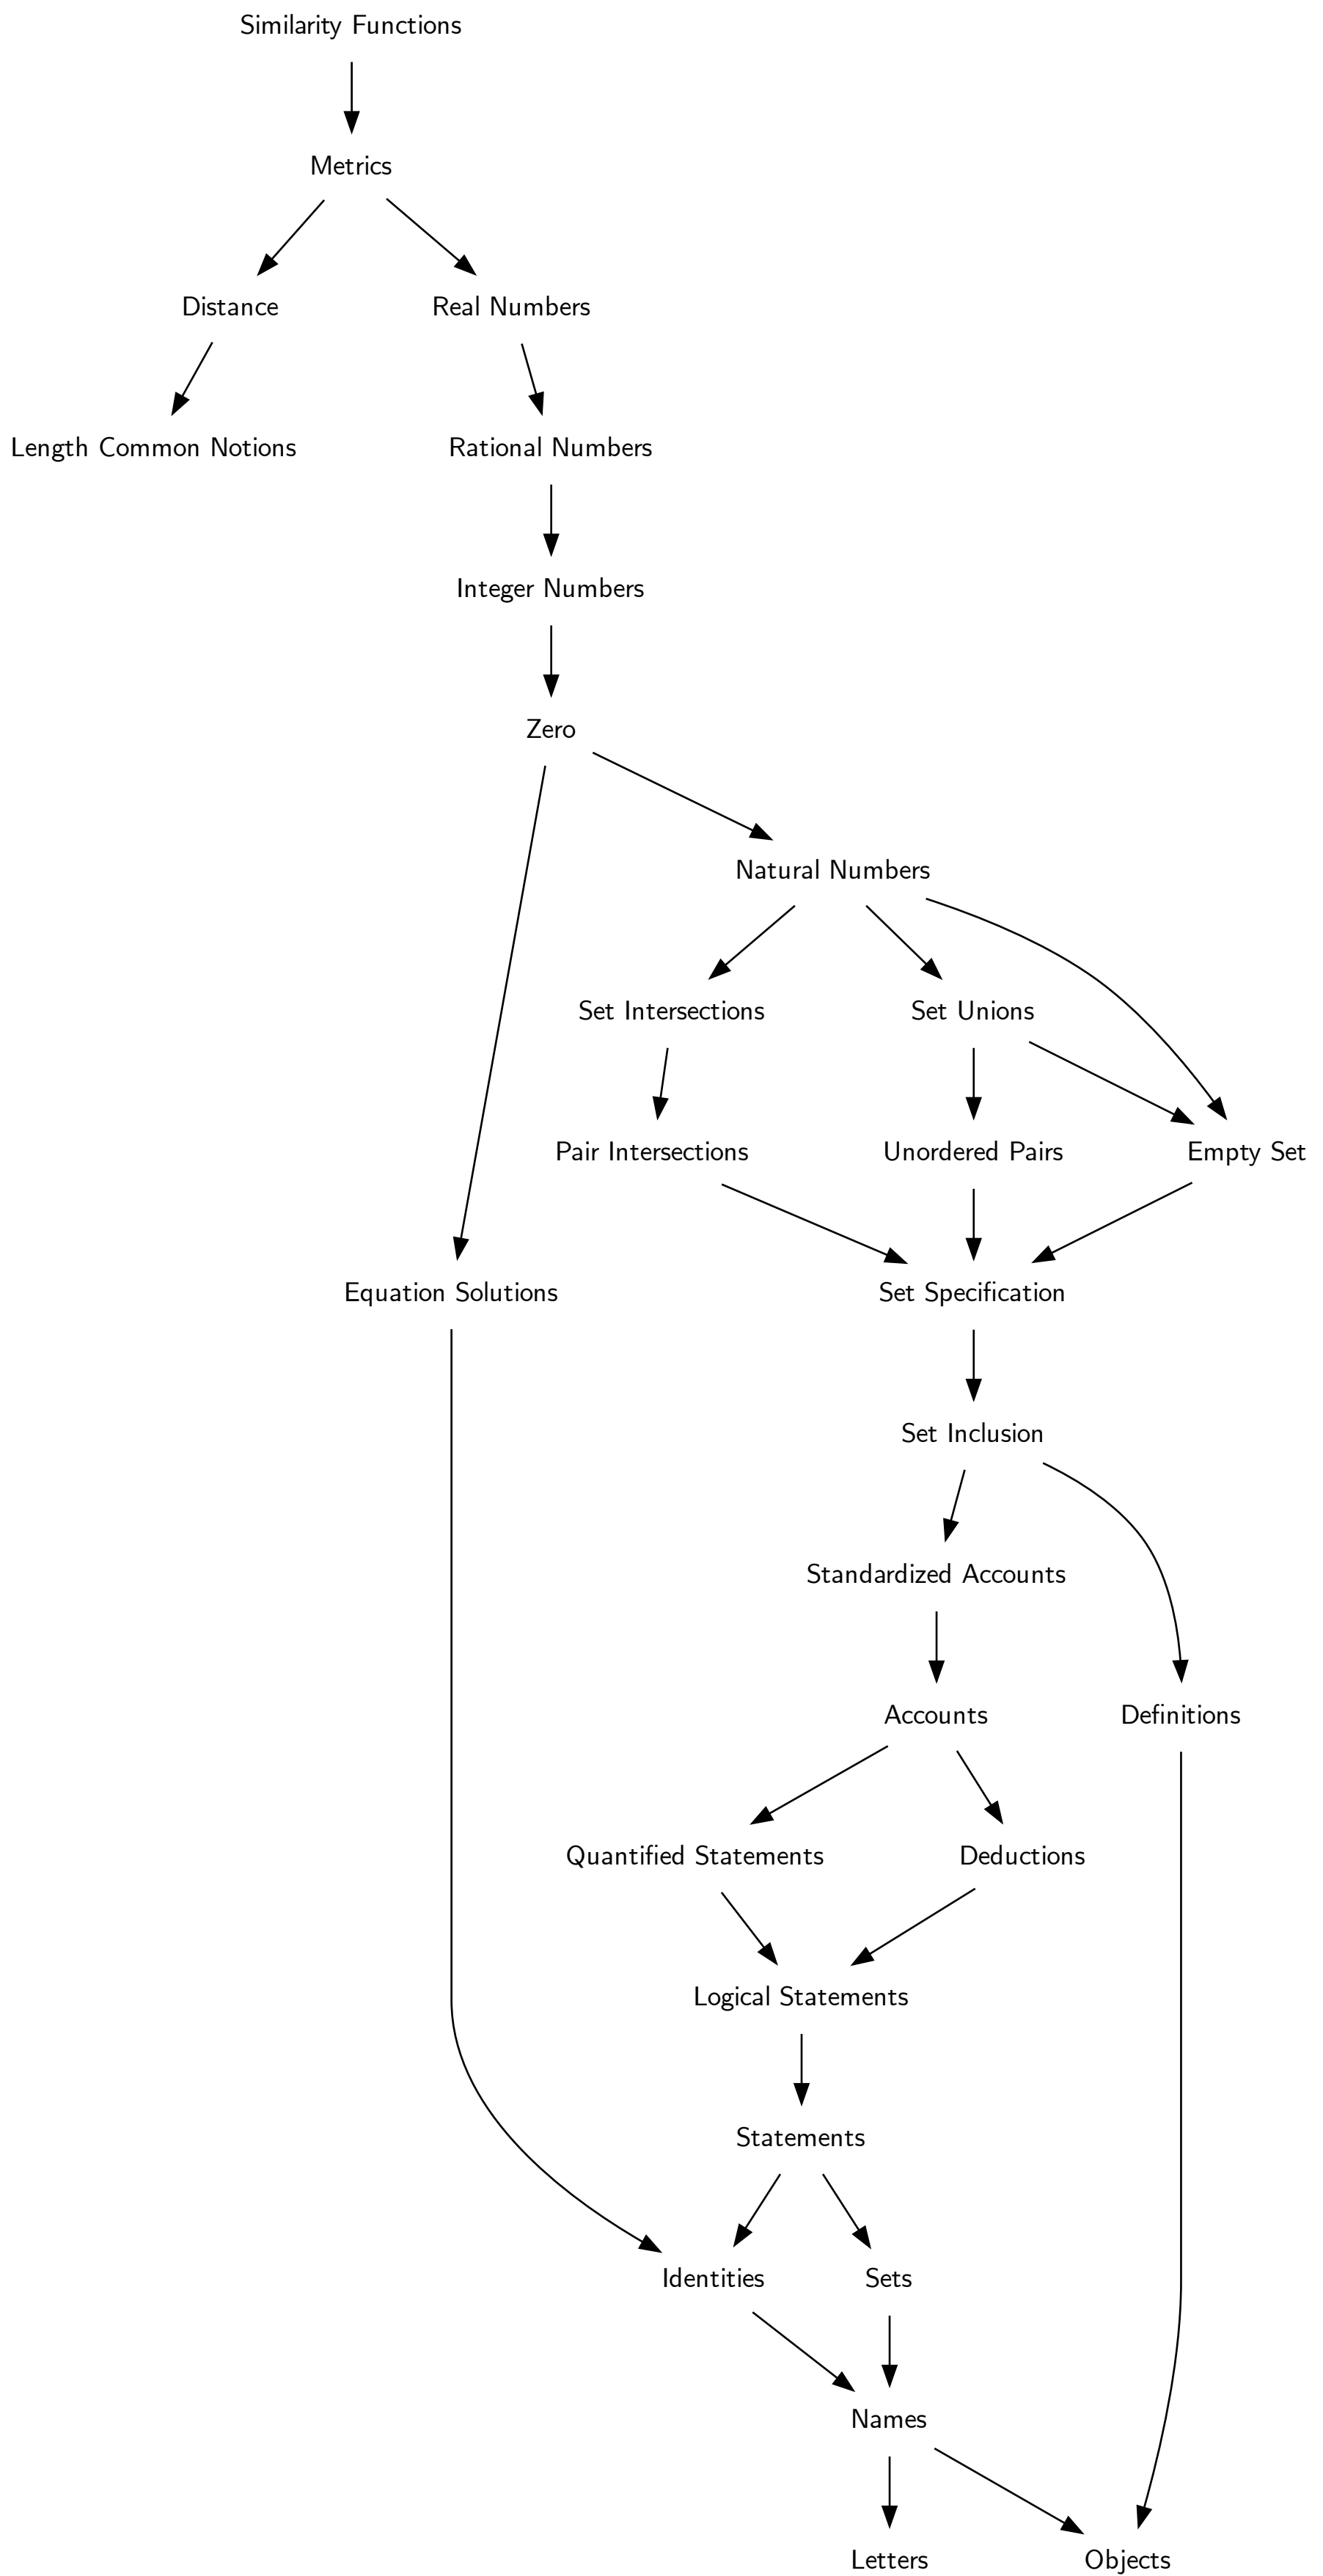 Similarity Functions
Metrics
Distance
Real Numbers
Length Common Notions
Rational Numbers
Integer Numbers
Zero
Natural Numbers
Set Intersections
Set Unions
Pair Intersections
Unordered Pairs
Empty Set
Equation Solutions
Set Specification
Set Inclusion
Standardized Accounts
Accounts
Definitions
Quantified Statements
Deductions
Logical Statements
Statements
Identities
Sets
Names
Letters
Objects